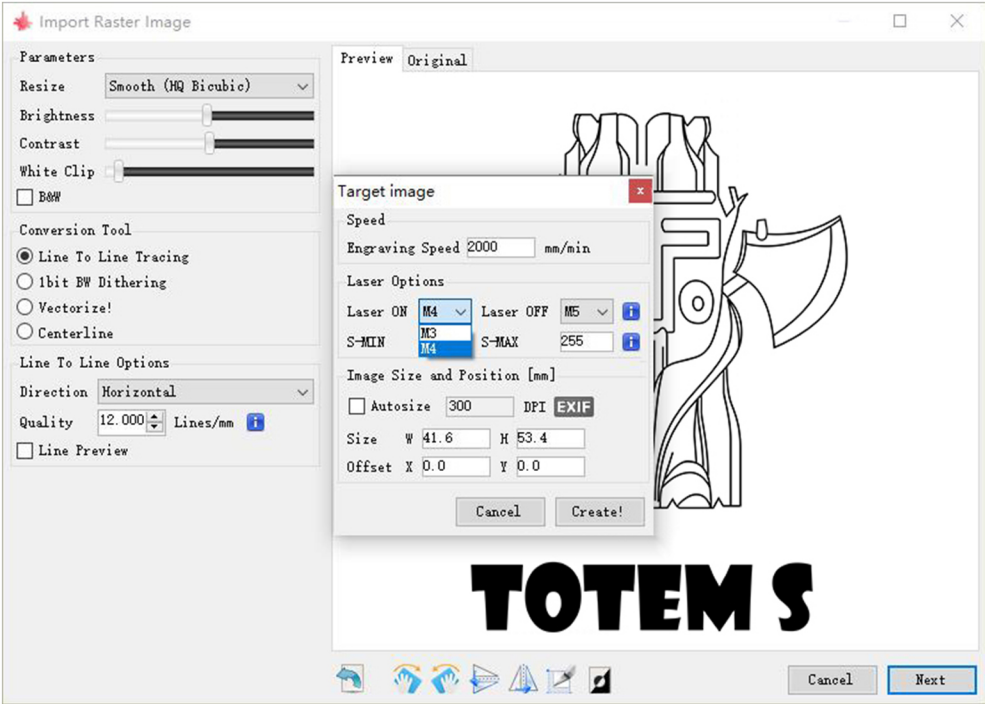 Import Raster Image
Parameters
Resize Smooth (HQ Bicubic)
Brightness
Contrast
White Clip
B&W
Conversion Tool
Line To Line Tracing
1bit BW Dithering
Vectorize!
Centerline
Line To Line Options
Direction Horizontal
Quality 12.000 Lines/mm
Line Preview
Preview Original
Target image
Speed
Engraving Speed 2000 mm/min
Laser Options
Laser ON M4 Laser OFF M5
M3
M4
S-MIN S-MAX 255
Image Size and Position [mm]
Autosize 300 DPI EXIF
Size W 41.6 H 53.4
Offset X 0.0 Y 0.0
Cancel Create!
TOTEM S
Cancel Next